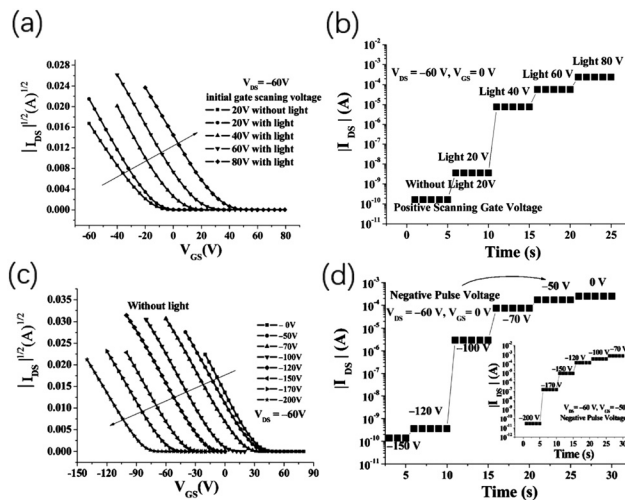 (a)
0.028
0.024
0.020
0.016
0.012
0.008
0.004
0.000
|I_DS|^1/2 (A)^1/2
V_DS = –60V
initial gate scaning voltage
20V without light
20V with light
40V with light
60V with light
80V with light
-60 -40 -20 0 20 40 60 80
V_GS(V)
(b)
10^-3
10^-4
10^-5
10^-6
10^-7
10^-8
10^-9
10^-10
|I_DS| (A)
V_DS = –60 V, V_GS= 0 V
Light 80 V
Light 60 V
Light 40 V
Light 20 V
Without Light 20V
Positive Scanning Gate Voltage
0 5 10 15 20 25
Time (s)
(c)
0.035
0.030
0.025
0.020
0.015
0.010
0.005
0.000
|I_DS|^1/2 (A)^1/2
Without light
– 0V
–50V
–70V
–100V
–120V
–150V
–170V
–200V
V_DS = –60V
-150 -120 -90 -60 -30 0 30 60 90
V_GS(V)
(d)
10^-3
10^-4
10^-5
10^-6
10^-7
10^-8
10^-9
10^-10
10^-11
|I_DS| (A)
Negative Pulse Voltage
V_DS = –60 V, V_GS= 0 V
–50 V
0 V
–70 V
–100 V
–120 V
–150 V
5 10 15 20 25 30
Time (s)
|I_DS| (A)
–70 V
–100 V
–120 V
–150 V
–170 V
–200 V
Negative Pulse Voltage
0 5 10 15 20 25 30
Time (s)